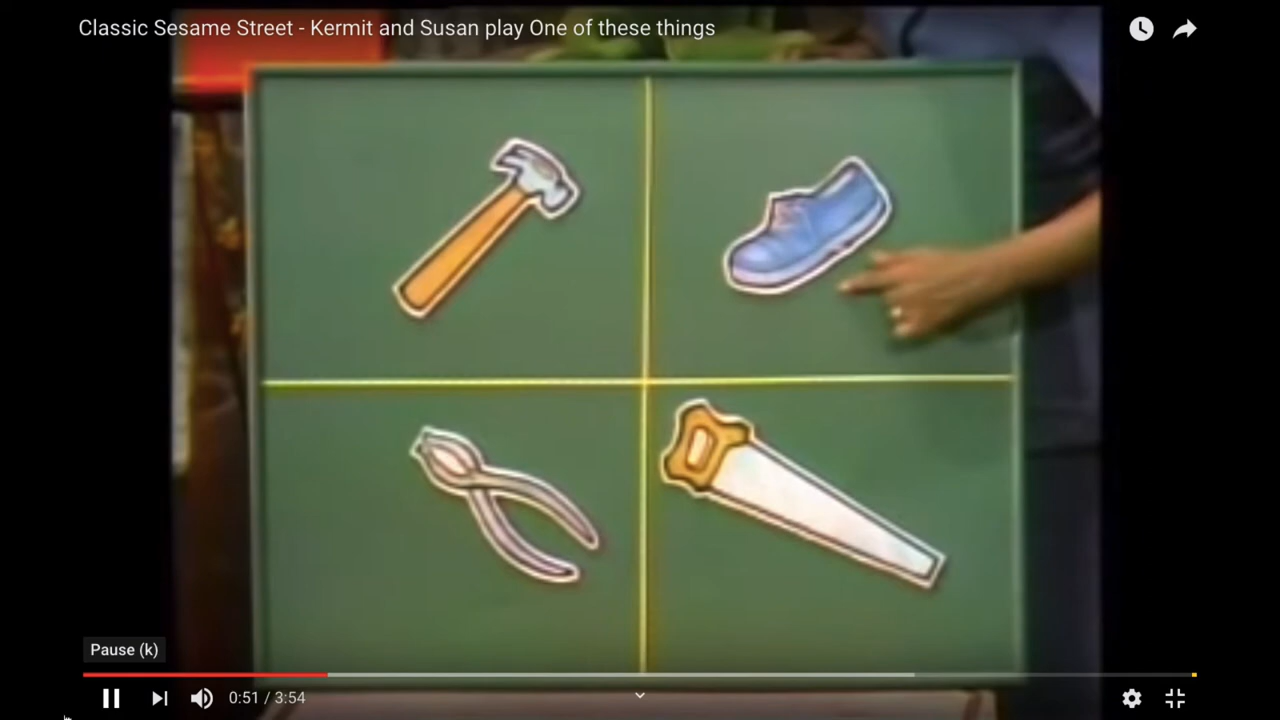 Classic Sesame Street - Kermit and Susan play One of these things
Pause (k)
0:51 / 3:54